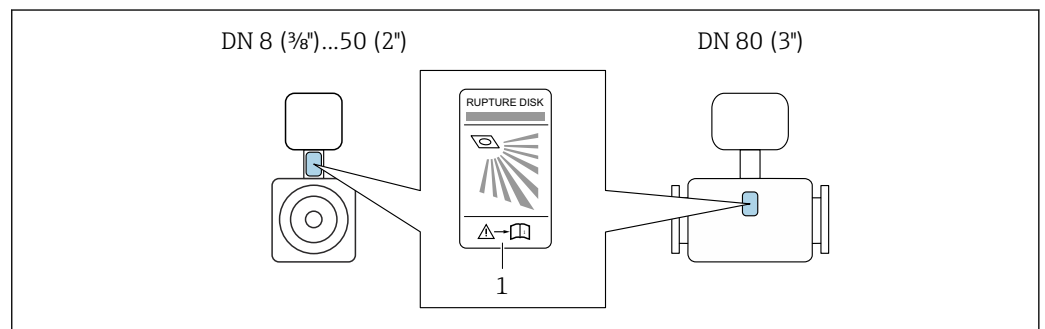 DN 8 (⅜")...50 (2")
DN 80 (3")
RUPTURE DISK
i
1